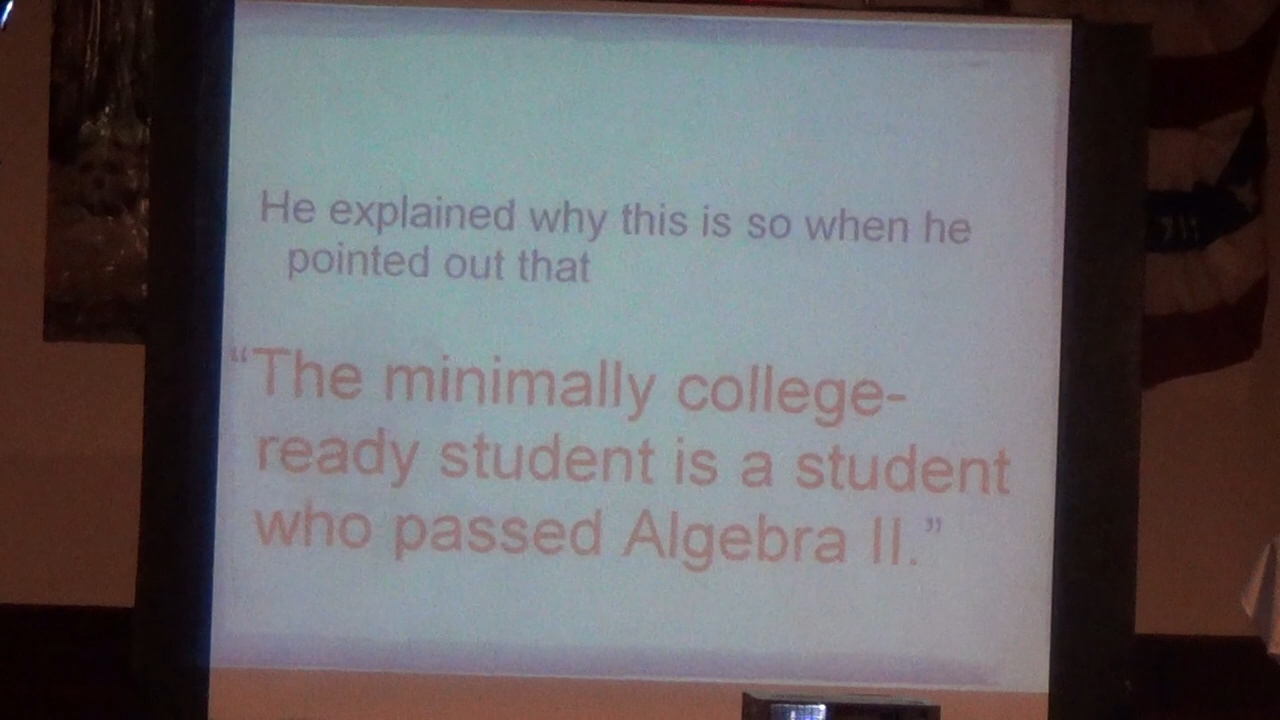 He explained why this is so when he
pointed out that
“The minimally college-
ready student is a student
who passed Algebra II.”